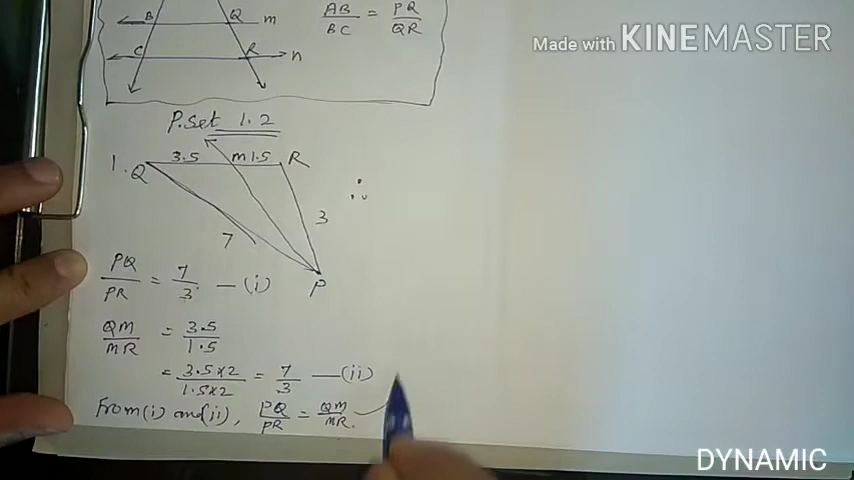 B Q m
AB/BC = PQ/QR
C R n
Made with KINEMASTER
P.Set 1.2
1. Q 3.5 M 1.5 R
∴
3
7
P
PQ/PR = 7/3 — (i)
QM/MR = 3.5/1.5
= 3.5×2/1.5×2 = 7/3 — (ii)
From (i) and (ii), PQ/PR = QM/MR.
DYNAMIC